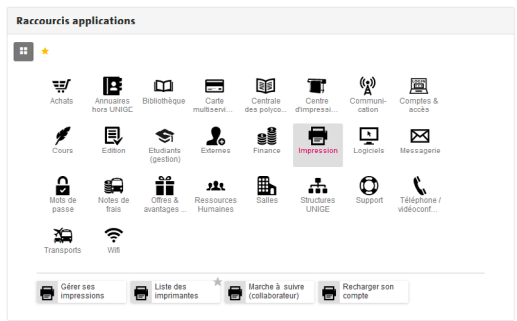 Raccourcis applications
Achats
Annuaires
hors UNIGE
Bibliothèque
Carte
multiservi...
Centrale
des polyco...
Centre
d'impressi...
Communi-
cation
Comptes &
accès
Cours
Edition
Etudiants
(gestion)
Externes
Finance
Impression
Logiciels
Messagerie
Mots de
passe
Notes de
frais
Offres &
avantages ...
Ressources
Humaines
Salles
Structures
UNIGE
Support
Téléphone /
vidéoconf...
Transports
Wifi
Gérer ses
impressions
Liste des
imprimantes
Marche à suivre
(collaborateur)
Recharger son
compte